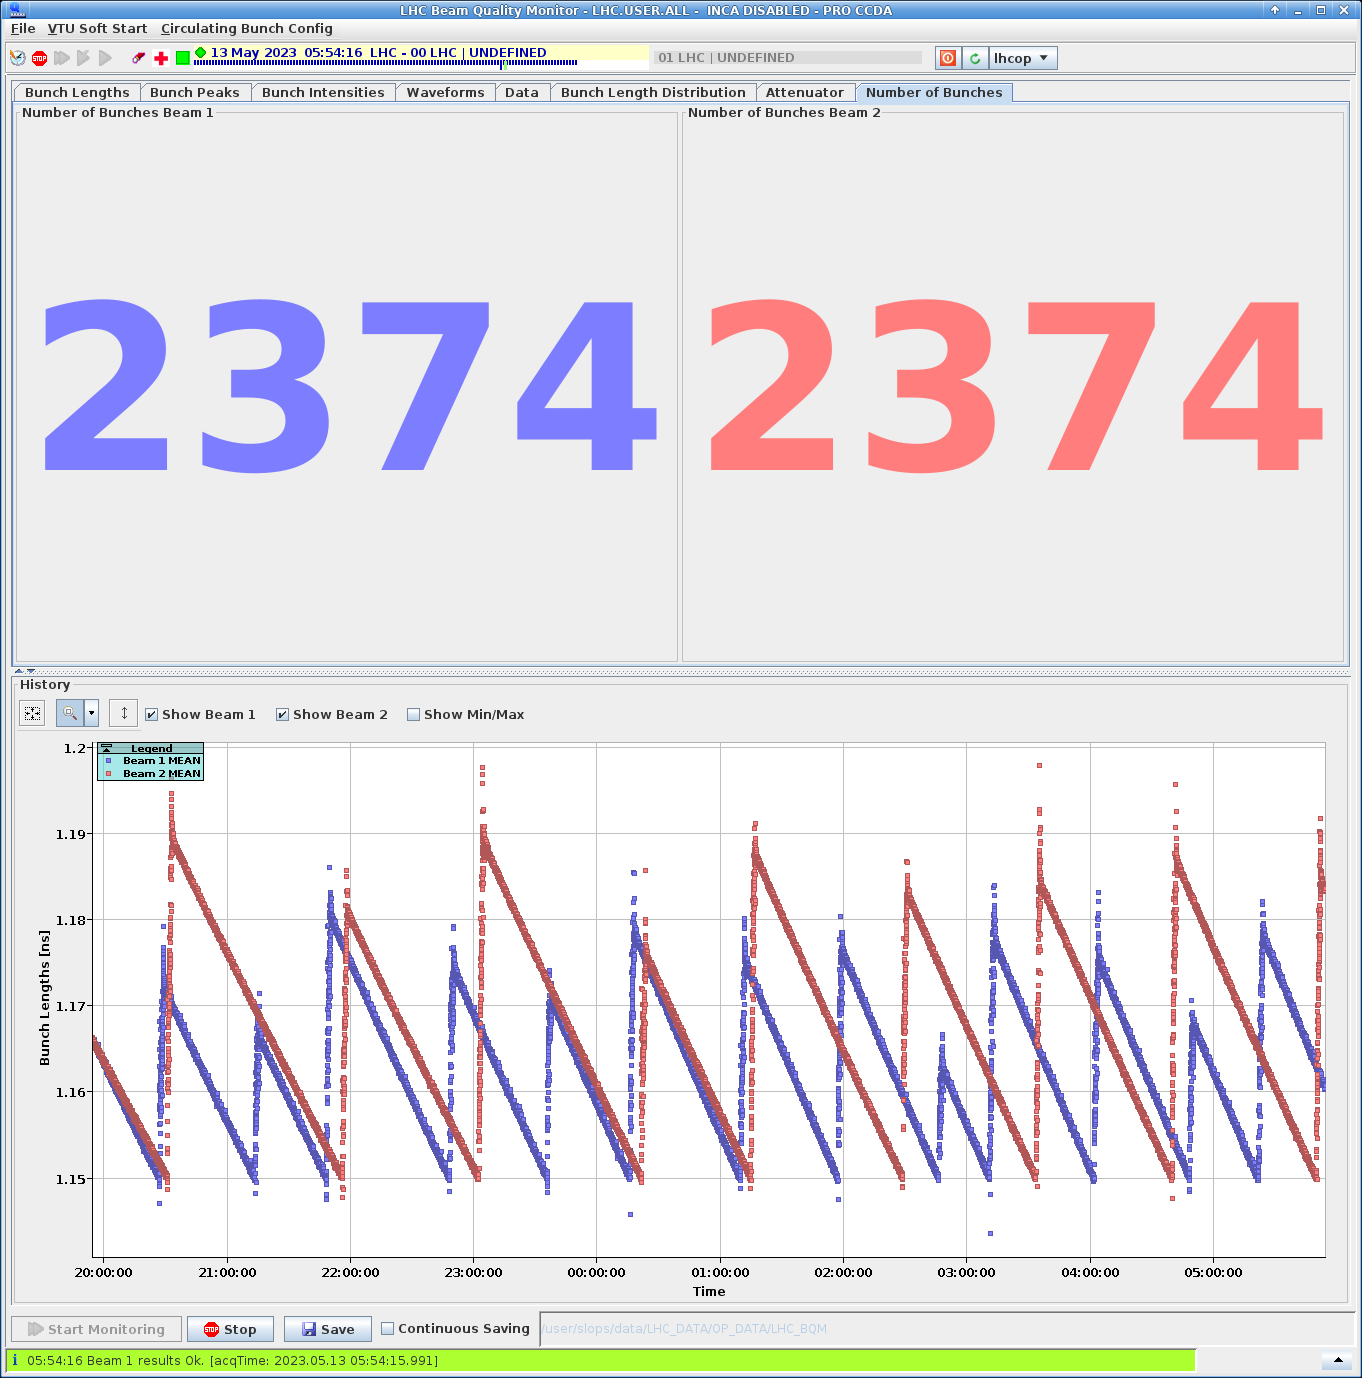 LHC Beam Quality Monitor - LHC.USER.ALL - INCA DISABLED - PRO CCDA
File VTU Soft Start Circulating Bunch Config
STOP 13 May 2023 05:54:16 LHC - 00 LHC | UNDEFINED 01 LHC | UNDEFINED lhcop
Bunch Lengths Bunch Peaks Bunch Intensities Waveforms Data Bunch Length Distribution Attenuator Number of Bunches
Number of Bunches Beam 1 Number of Bunches Beam 2
2374 2374
History
Show Beam 1 Show Beam 2 Show Min/Max
1.2
Legend
Beam 1 MEAN
Beam 2 MEAN
1.19
1.18
1.17
1.16
1.15
Bunch Lengths [ns]
20:00:00 21:00:00 22:00:00 23:00:00 00:00:00 01:00:00 02:00:00 03:00:00 04:00:00 05:00:00
Time
Start Monitoring STOP Stop Save Continuous Saving /user/slops/data/LHC_DATA/OP_DATA/LHC_BQM
i 05:54:16 Beam 1 results Ok. [acqTime: 2023.05.13 05:54:15.991]